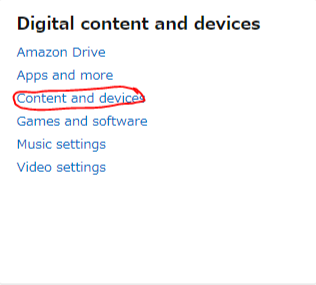 Digital content and devices
Amazon Drive
Apps and more
Content and devices
Games and software
Music settings
Video settings